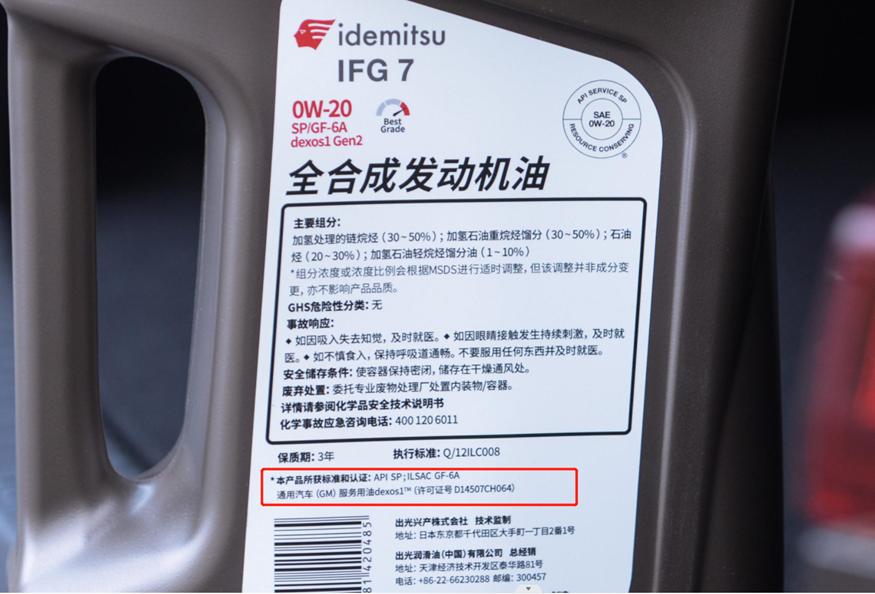 idemitsu
IFG 7
0W-20
SP/GF-6A
dexos1 Gen2
Best
Grade
API SERVICE SP
SAE
0W-20
RESOURCE CONSERVING
®
全合成发动机油
主要组分：
加氢处理的链烷烃（30~50%）；加氢石油重烷烃馏分（30~50%）；石油
烃（20~30%）；加氢石油轻烷烃馏分油（1~10%）
*组分浓度或浓度比例会根据MSDS进行适时调整，但该调整并非成分变
更，亦不影响产品品质。
GHS危险性分类：无
事故响应：
◆ 如因吸入失去知觉，及时就医。◆ 如因眼睛接触发生持续刺激，及时就
医。◆ 如不慎食入，保持呼吸道通畅。不要服用任何东西并及时就医。
安全储存条件：使容器保持密闭，储存在干燥通风处。
废弃处置：委托专业废物处理厂处置内装物/容器。
详情请参阅化学品安全技术说明书
化学事故应急咨询电话：400 120 6011
保质期：3年 执行标准：Q/12ILC008
*本产品所获标准和认证：API SP；ILSAC GF-6A
通用汽车（GM）服务用油dexos1™（许可证号 D14507CH064）
出光兴产株式会社 技术监制
地址：日本东京都千代田区大手町一丁目2番1号
出光润滑油（中国）有限公司 总经销
地址：天津经济技术开发区泰华路81号
电话：+86-22-66230288 邮编：300457
81420485